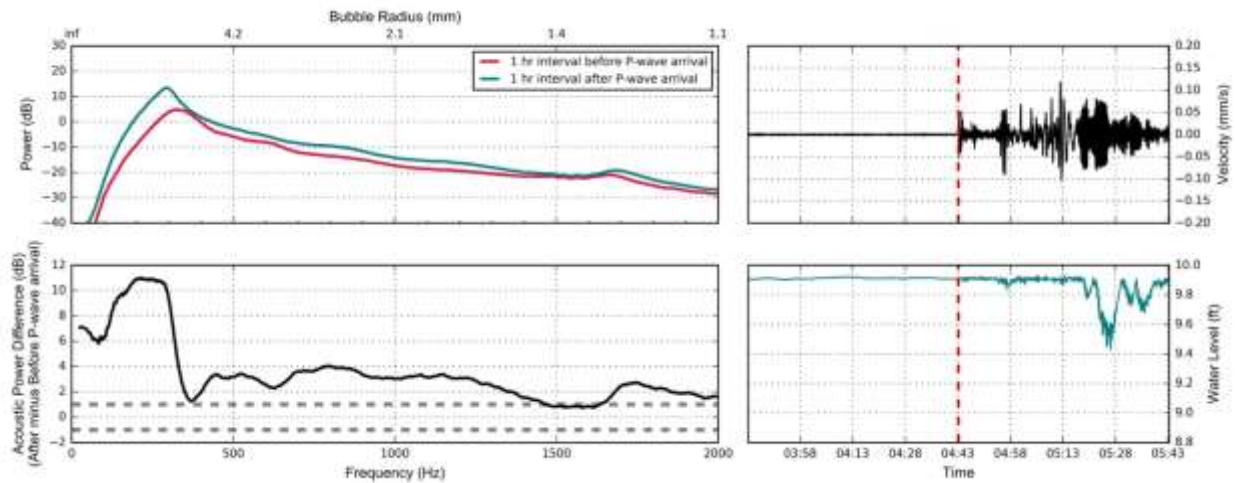 Bubble Radius (mm)
inf 4.2 2.1 1.4 1.1
30
20
10
0
−10
−20
−30
−40
Power (dB)
1 hr interval before P-wave arrival
1 hr interval after P-wave arrival
0.20
0.15
0.10
0.05
0.00
−0.05
−0.10
−0.15
−0.20
Velocity (mm/s)
12
10
8
6
4
2
0
−2
Acoustic Power Difference (dB)
(After minus Before P-wave arrival)
0 500 1000 1500 2000
Frequency (Hz)
10.0
9.8
9.6
9.4
9.2
9.0
8.8
Water Level (ft)
03:58 04:13 04:28 04:43 04:58 05:13 05:28 05:43
Time